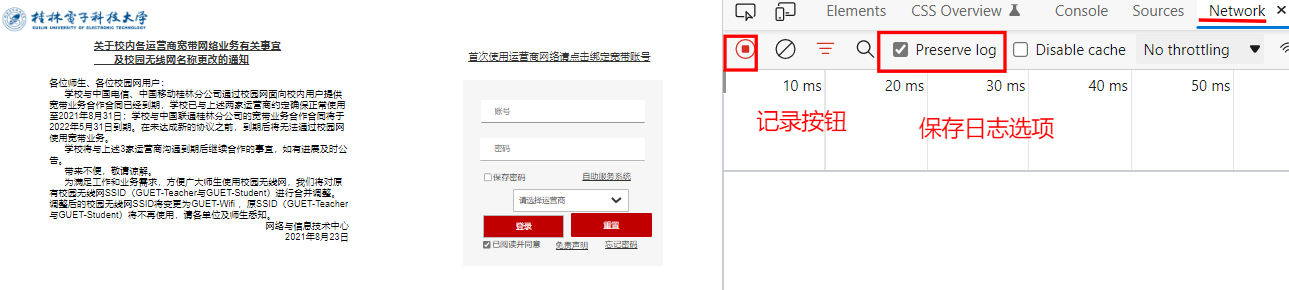 桂林電子科技大学
GUILIN UNIVERSITY OF ELECTRONIC TECHNOLOGY
关于校内各运营商宽带网络业务有关事宜
及校园无线网名称更改的通知
各位师生、各位校园网用户：
学校与中国电信、中国移动桂林分公司通过校园网面向校内用户提供
宽带业务合作合同已经到期，学校已与上述两家运营商约定确保正常使用
至2021年8月31日；学校与中国联通桂林分公司的宽带业务合作合同将于
2022年5月31日到期。在未达成新的协议之前，到期后将无法通过校园网
使用宽带业务。
学校将与上述3家运营商沟通到期后继续合作的事宜，如有进展及时公
告。
带来不便，敬请谅解。
为满足工作和业务需求，方便广大师生使用校园无线网，我们将对原
有校园无线网SSID（GUET-Teacher与GUET-Student）进行合并调整。
调整后的校园无线网SSID将变更为GUET-Wifi，原SSID（GUET-Teacher
与GUET-Student）将不再使用，请各单位及师生悉知。
网络与信息技术中心
2021年8月23日
首次使用运营商网络请点击绑定宽带账号
账号
密码
保存密码 自助服务系统
请选择运营商
登录 重置
已阅读并同意 免责声明 忘记密码
Elements CSS Overview Console Sources Network
Preserve log Disable cache No throttling
10 ms 20 ms 30 ms 40 ms 50 ms
记录按钮 保存日志选项